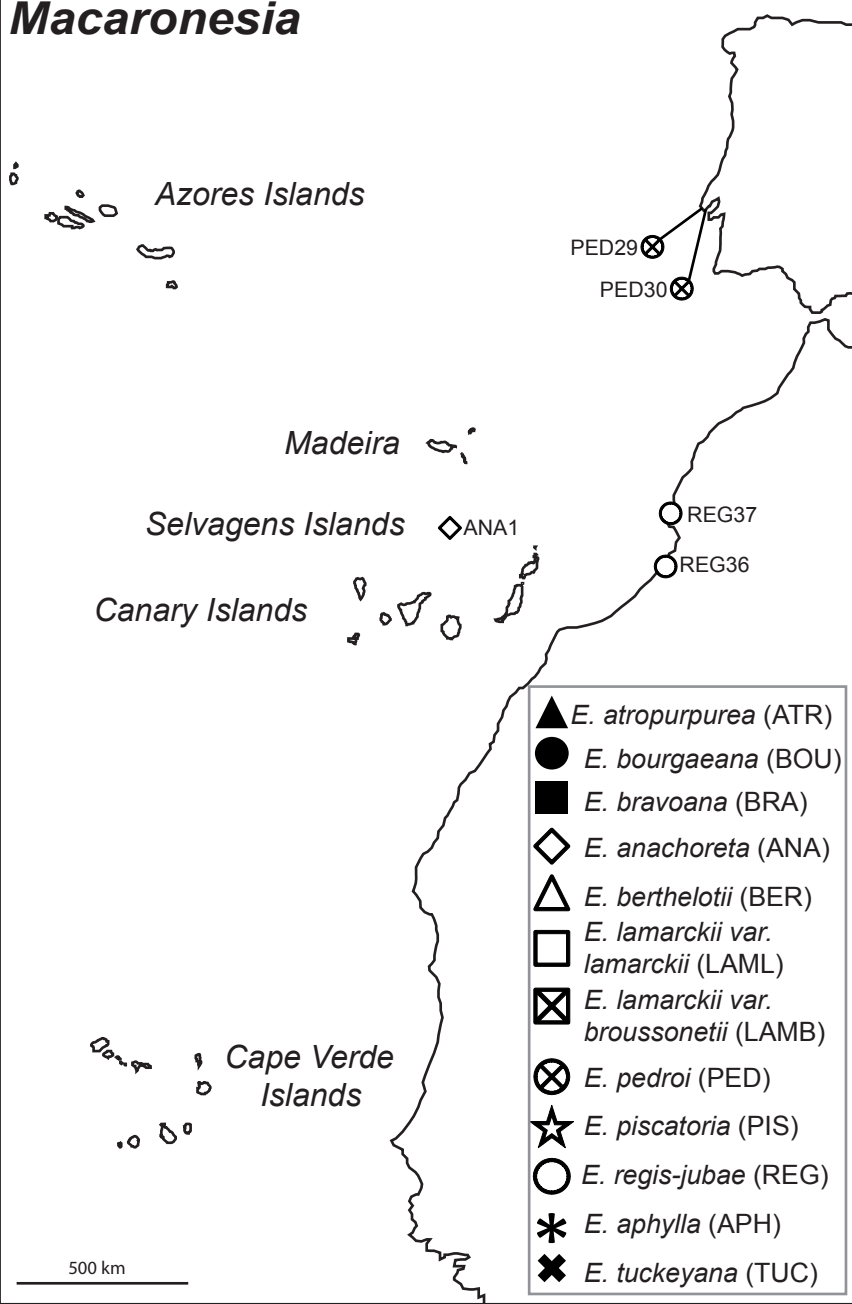 Macaronesia
Azores Islands
PED29
PED30
Madeira
Selvagens Islands
ANA1
REG37
REG36
Canary Islands
E. atropurpurea (ATR)
E. bourgaeana (BOU)
E. bravoana (BRA)
E. anachoreta (ANA)
E. berthelotii (BER)
E. lamarckii var.
lamarckii (LAML)
E. lamarckii var.
broussonetii (LAMB)
E. pedroi (PED)
E. piscatoria (PIS)
E. regis-jubae (REG)
E. aphylla (APH)
E. tuckeyana (TUC)
Cape Verde
Islands
500 km